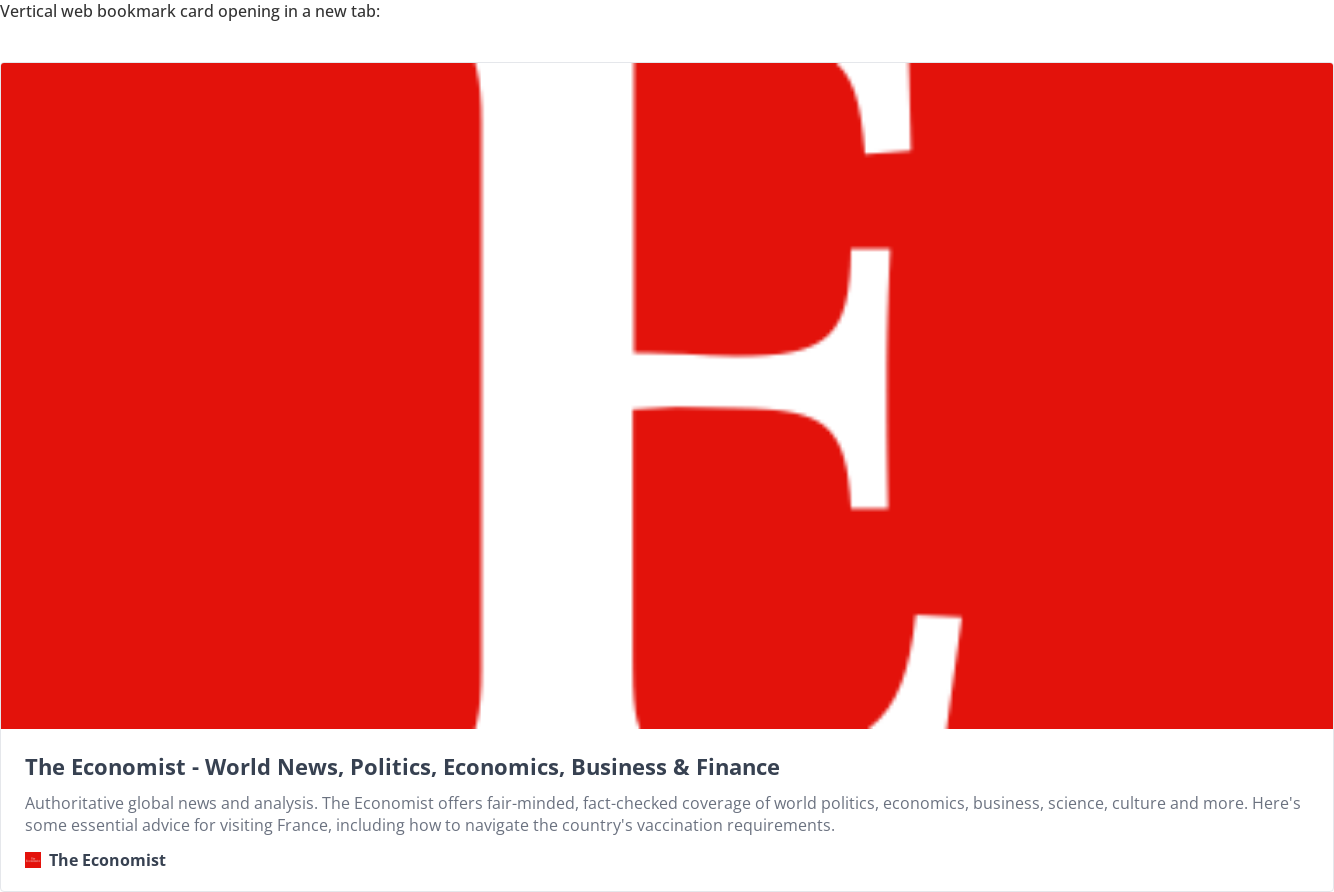 Vertical web bookmark card opening in a new tab:
E
The Economist - World News, Politics, Economics, Business & Finance
Authoritative global news and analysis. The Economist offers fair-minded, fact-checked coverage of world politics, economics, business, science, culture and more. Here's
some essential advice for visiting France, including how to navigate the country's vaccination requirements.
The Economist